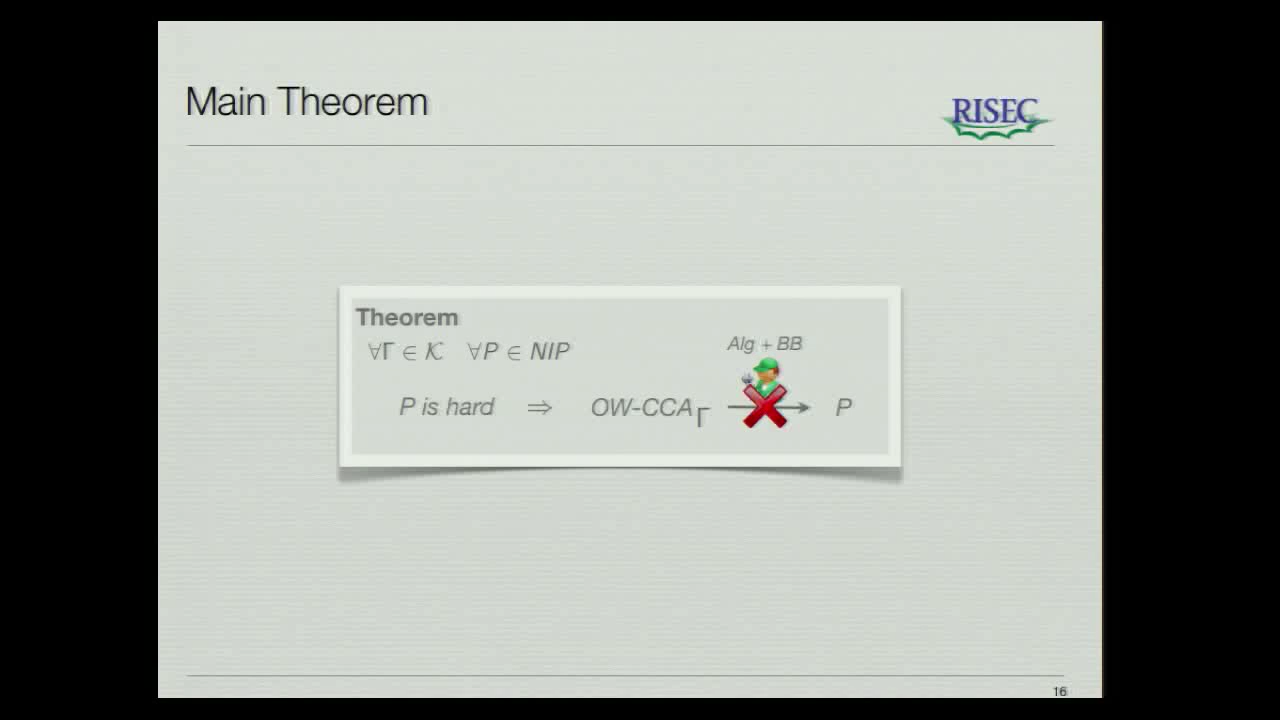 Main Theorem
RISEC
Theorem
∀Γ ∈ 𝒦 ∀P ∈ NIP
Alg + BB
P is hard ⇒ OW-CCA_Γ → P
16